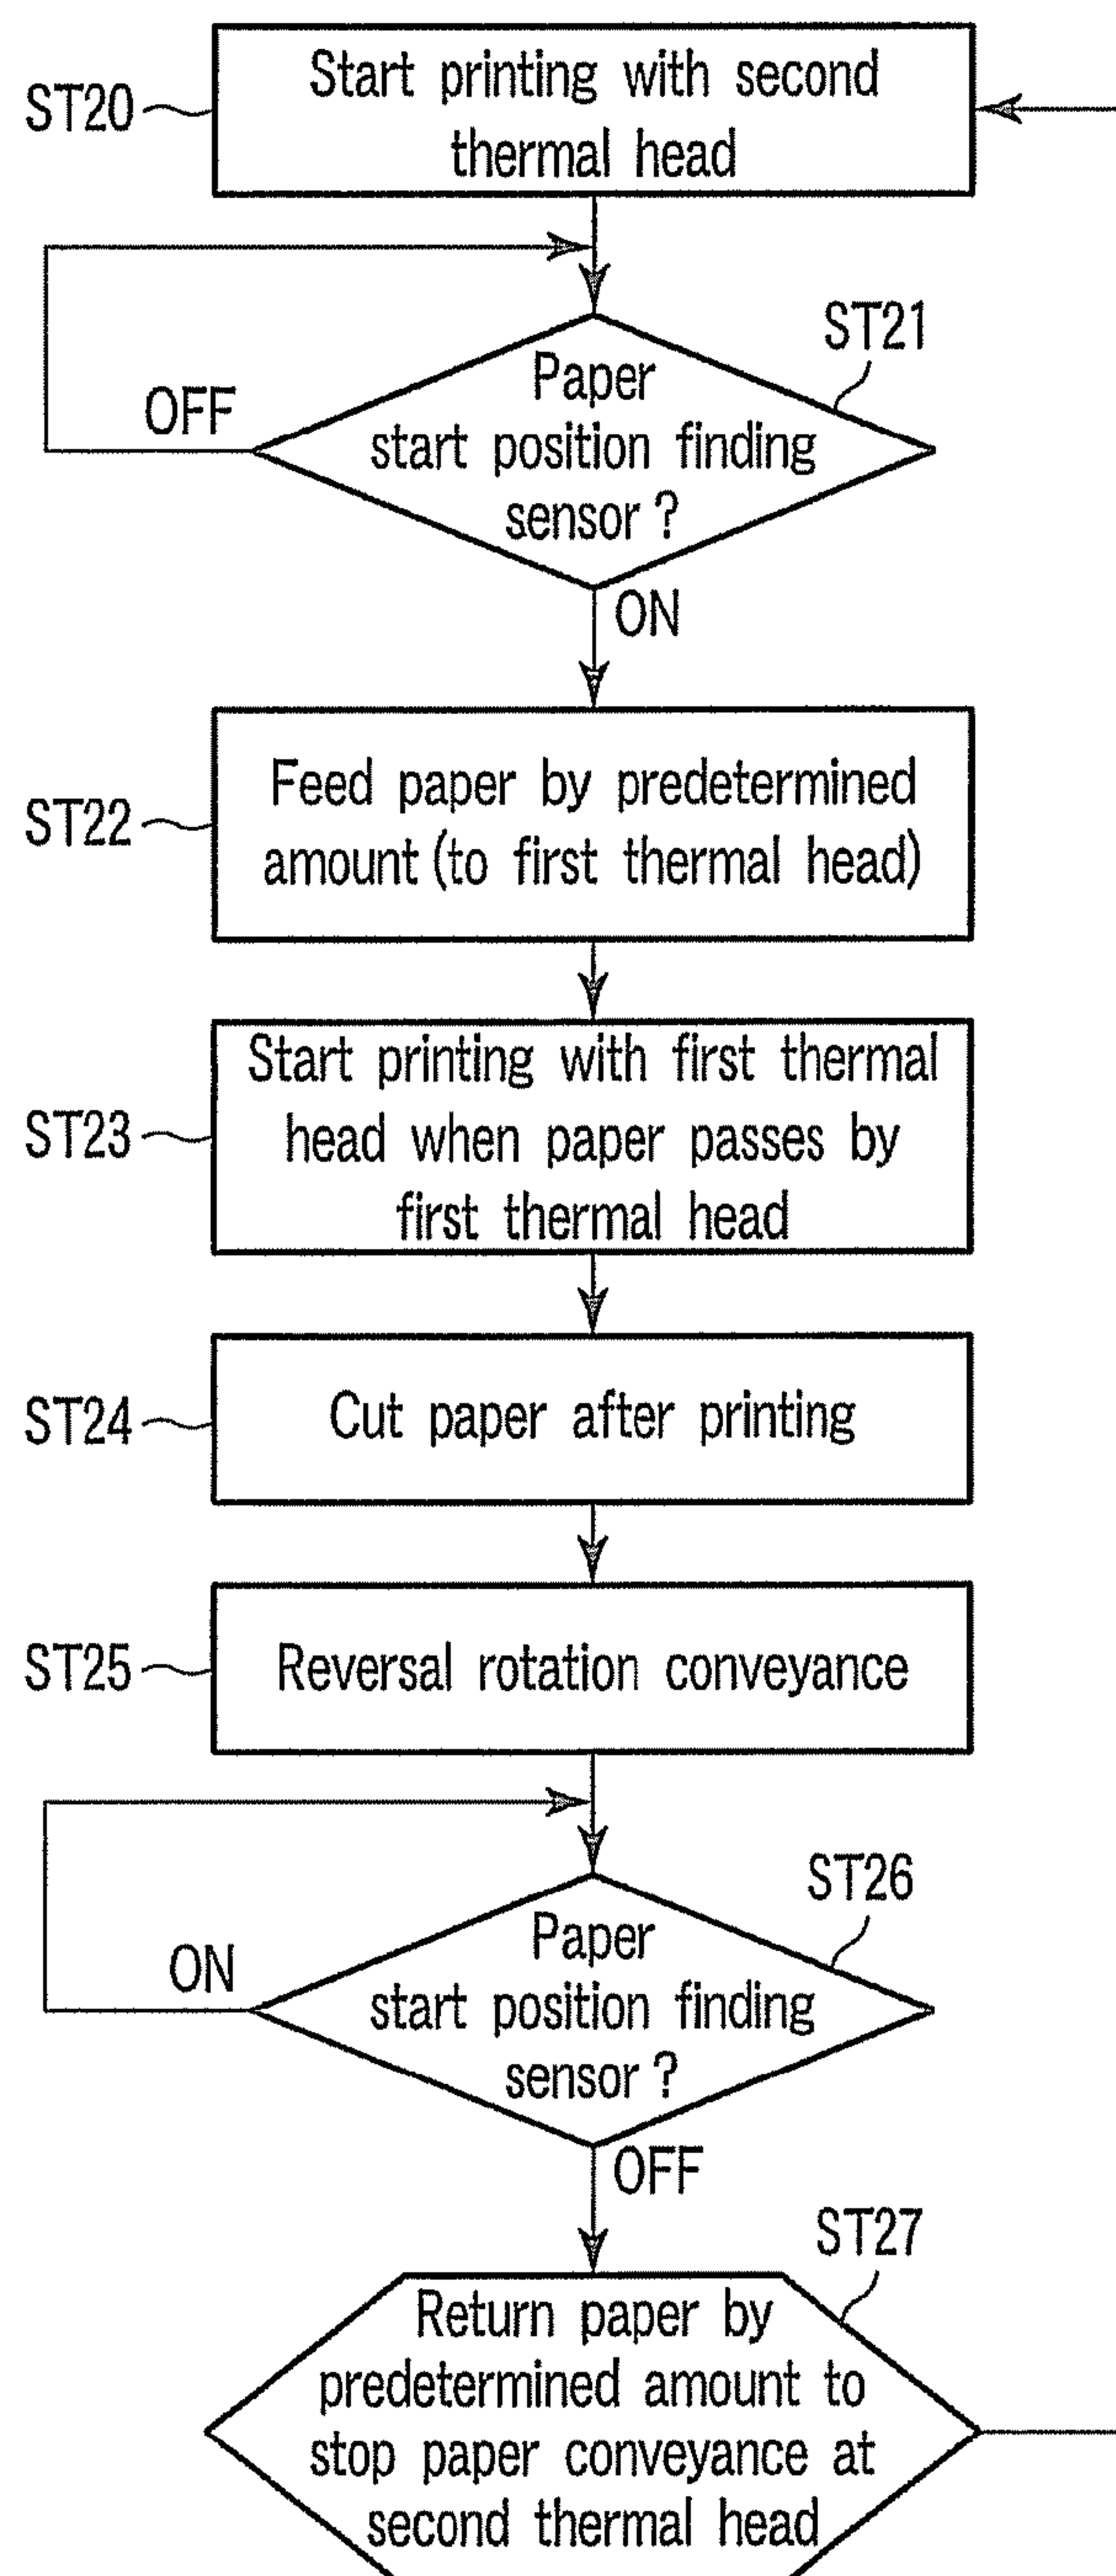 ST20
Start printing with second
thermal head
ST21
Paper
start position finding
sensor ?
OFF
ON
ST22
Feed paper by predetermined
amount (to first thermal head)
ST23
Start printing with first thermal
head when paper passes by
first thermal head
ST24
Cut paper after printing
ST25
Reversal rotation conveyance
ST26
Paper
start position finding
sensor ?
ON
OFF
ST27
Return paper by
predetermined amount to
stop paper conveyance at
second thermal head